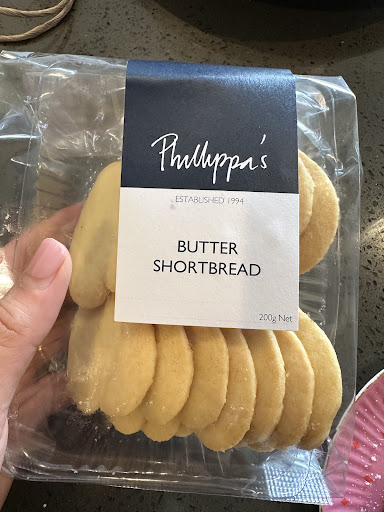 Phillippa's
ESTABLISHED 1994
BUTTER
SHORTBREAD
200g Net